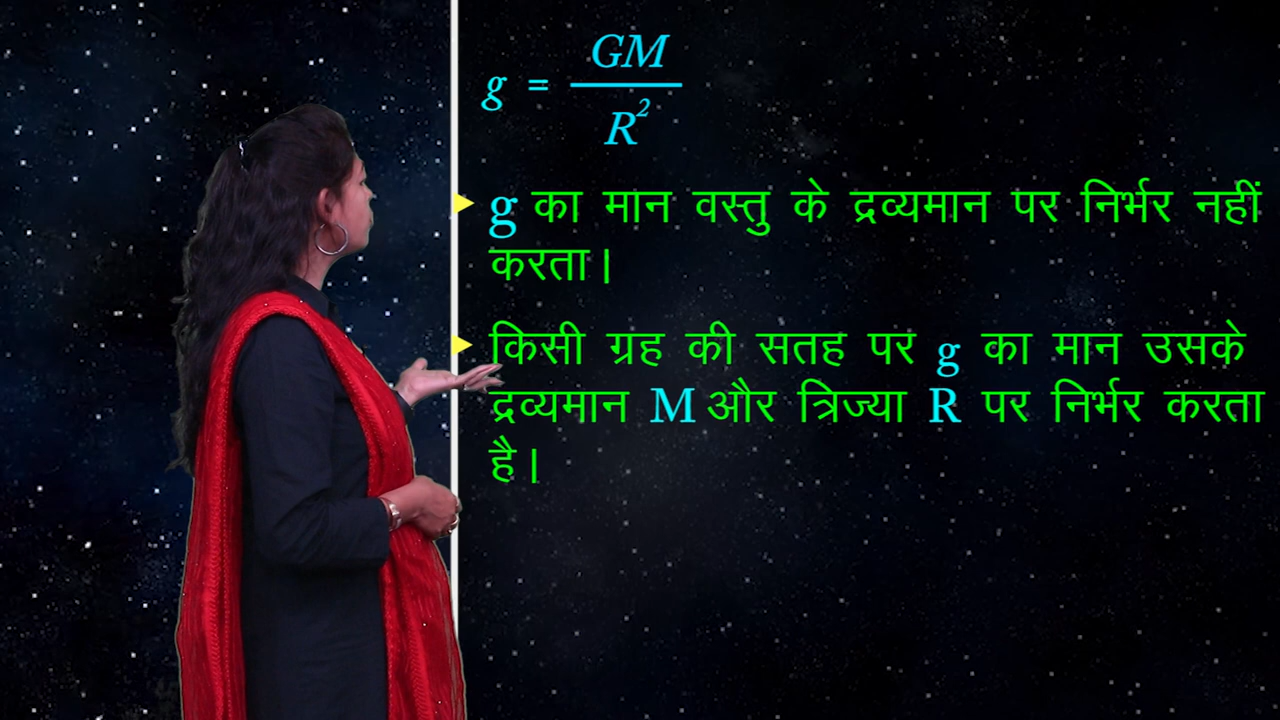 g = GM / R²
g का मान वस्तु के द्रव्यमान पर निर्भर नहीं
करता।
किसी ग्रह की सतह पर g का मान उसके
द्रव्यमान M और त्रिज्या R पर निर्भर करता
है।